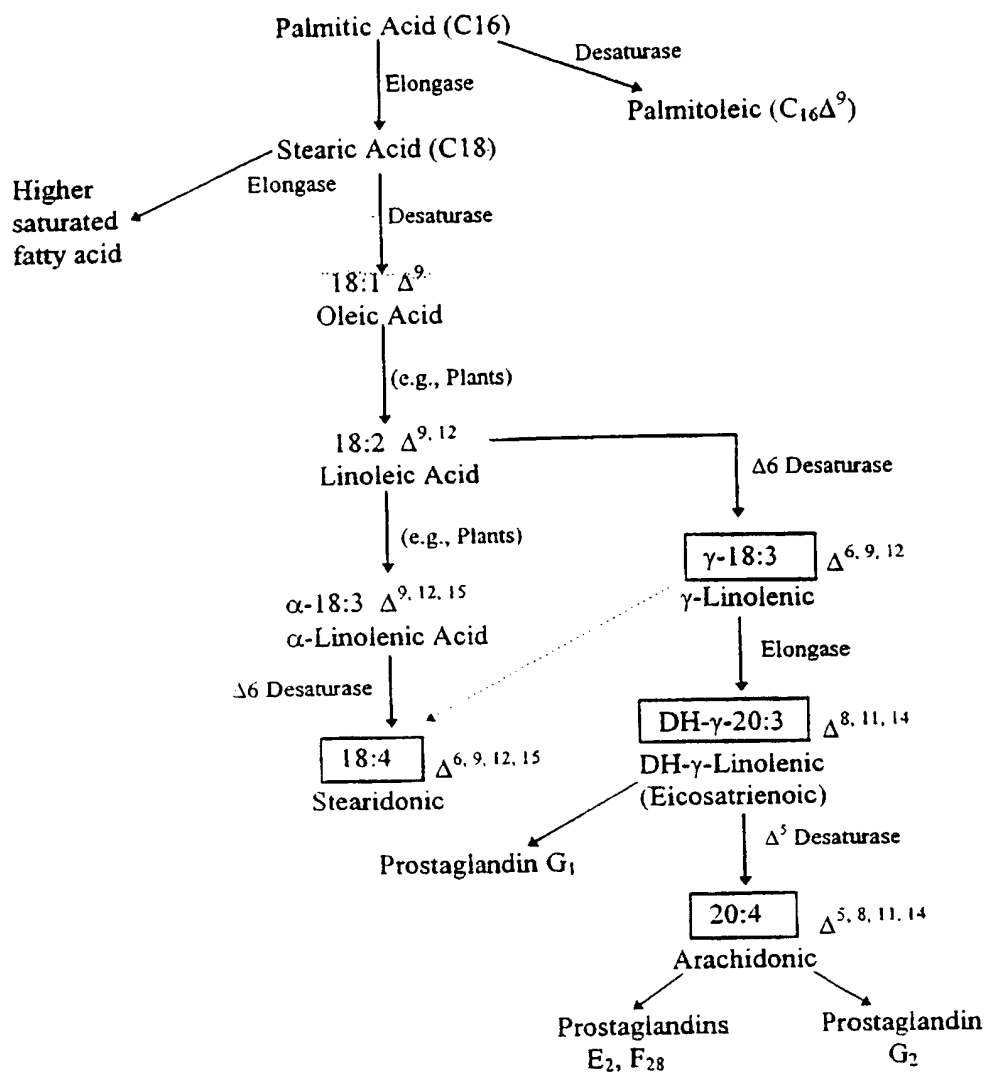 Palmitic Acid (C16)
Desaturase
Elongase
Palmitoleic (C₁₆Δ⁹)
Stearic Acid (C18)
Elongase
Higher
saturated
fatty acid
Desaturase
18:1 Δ⁹
Oleic Acid
(e.g., Plants)
18:2 Δ⁹, ¹²
Linoleic Acid
Δ6 Desaturase
(e.g., Plants)
γ-18:3 Δ⁶, ⁹, ¹²
γ-Linolenic
α-18:3 Δ⁹, ¹², ¹⁵
α-Linolenic Acid
Elongase
Δ6 Desaturase
DH-γ-20:3 Δ⁸, ¹¹, ¹⁴
DH-γ-Linolenic
(Eicosatrienoic)
18:4 Δ⁶, ⁹, ¹², ¹⁵
Stearidonic
Δ⁵ Desaturase
Prostaglandin G₁
20:4 Δ⁵, ⁸, ¹¹, ¹⁴
Arachidonic
Prostaglandins
E₂, F₂₈
Prostaglandin
G₂